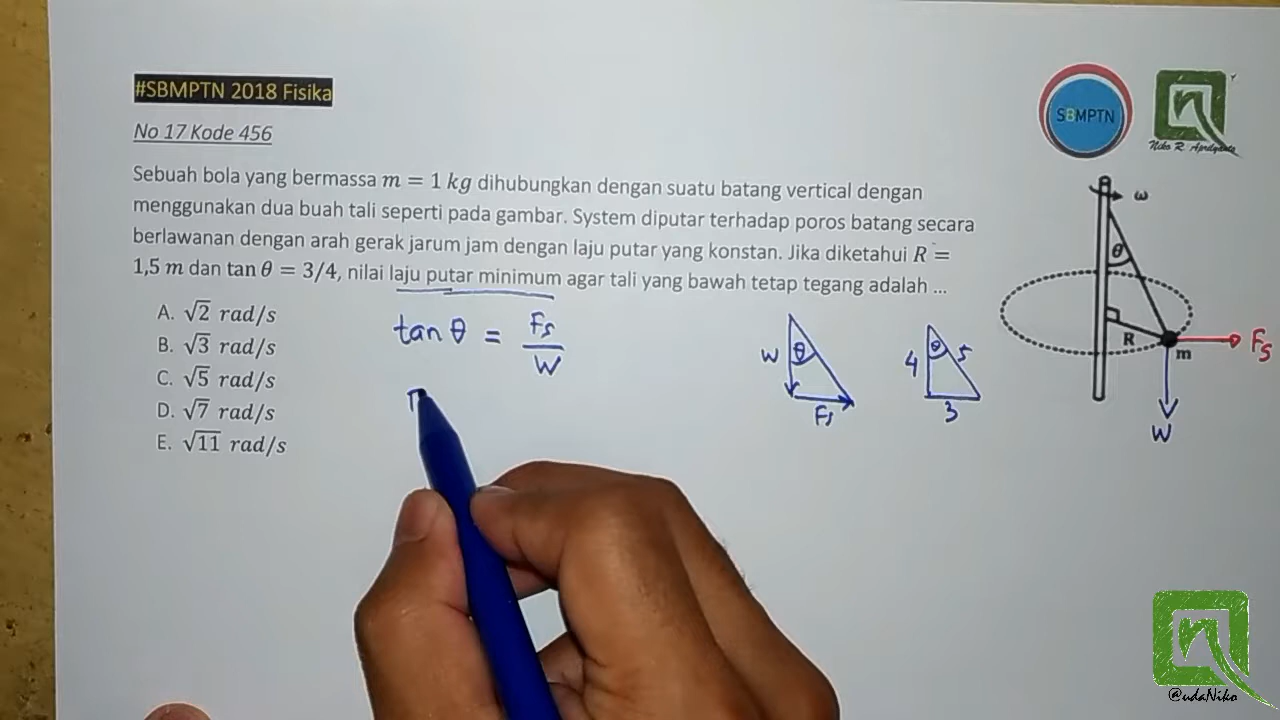 #SBMPTN 2018 Fisika
No 17 Kode 456
Sebuah bola yang bermassa m = 1 kg dihubungkan dengan suatu batang vertical dengan
menggunakan dua buah tali seperti pada gambar. System diputar terhadap poros batang secara
berlawanan dengan arah gerak jarum jam dengan laju putar yang konstan. Jika diketahui R =
1,5 m dan tan θ = 3/4, nilai laju putar minimum agar tali yang bawah tetap tegang adalah ...
A. √2 rad/s
B. √3 rad/s
C. √5 rad/s
D. √7 rad/s
E. √11 rad/s
tan θ = Fs/W
W θ Fs
4 θ 5 3
SBMPTN
Niko R. Apridyanto
ω
θ
R
m
Fs
W
@udaNiko